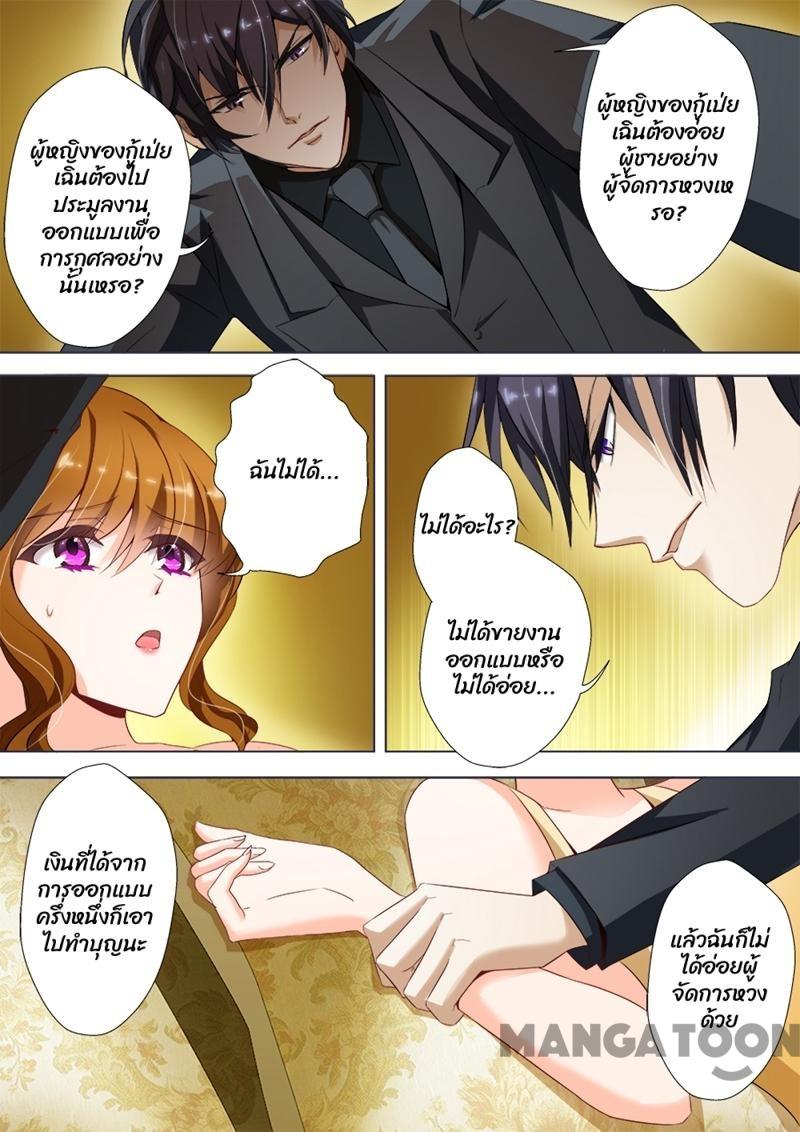 ผู้หญิงของกู้เป่ย
เฉินต้องไป
ประมูลงาน
ออกแบบเพื่อ
การกุศลอย่าง
นั้นเหรอ?
ผู้หญิงของกู้เป่ย
เฉินต้องอ่อย
ผู้ชายอย่าง
ผู้จัดการหวงเห
รอ?
ฉันไม่ได้...
ไม่ได้อะไร?
ไม่ได้ขายงาน
ออกแบบหรือ
ไม่ได้อ่อย...
เงินที่ได้จาก
การออกแบบ
ครึ่งหนึ่งก็เอา
ไปทำบุญนะ
แล้วฉันก็ไม่
ได้อ่อยผู้
จัดการหวง
ด้วย
MANGATOON